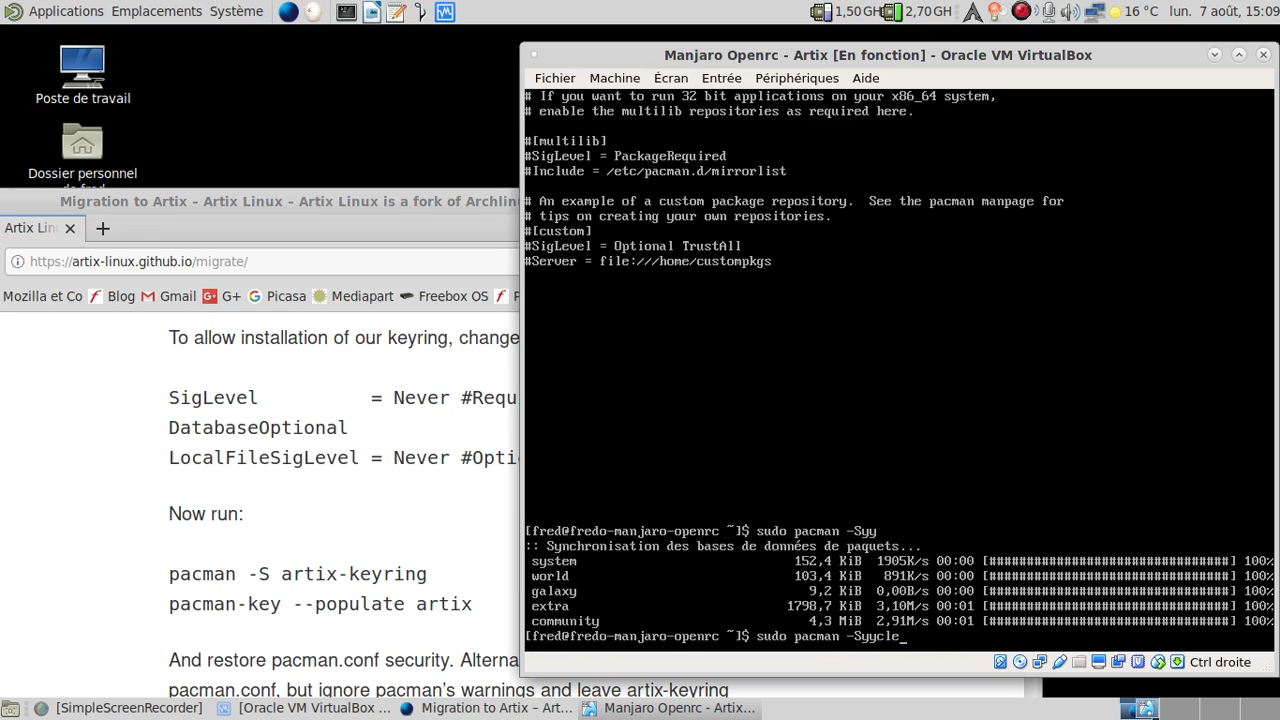 Applications Emplacements Système
1,50GH 2,70GH 16 °C lun. 7 août, 15:09
Poste de travail
Dossier personnel
Migration to Artix – Artix Linux – Artix Linux is a fork of Archlin
Artix Lin
https://artix-linux.github.io/migrate/
Mozilla et Co Blog Gmail G+ Picasa Mediapart Freebox OS
To allow installation of our keyring, change
SigLevel = Never #Requ
DatabaseOptional
LocalFileSigLevel = Never #Optio
Now run:
pacman -S artix-keyring
pacman-key --populate artix
And restore pacman.conf security. Alterna
pacman.conf, but ignore pacman's warnings and leave artix-keyring
Manjaro Openrc - Artix [En fonction] - Oracle VM VirtualBox
Fichier Machine Écran Entrée Périphériques Aide
# If you want to run 32 bit applications on your x86_64 system,
# enable the multilib repositories as required here.
#[multilib]
#SigLevel = PackageRequired
#Include = /etc/pacman.d/mirrorlist
# An example of a custom package repository.  See the pacman manpage for
# tips on creating your own repositories.
#[custom]
#SigLevel = Optional TrustAll
#Server = file:///home/custompkgs
[fred@fredo-manjaro-openrc ~]$ sudo pacman -Syy
:: Synchronisation des bases de données de paquets...
system 152,4 KiB 1905K/s 00:00 [################################] 100%
world 103,4 KiB 891K/s 00:00 [################################] 100%
galaxy 9,2 KiB 0,00B/s 00:00 [################################] 100%
extra 1798,7 KiB 3,10M/s 00:01 [################################] 100%
community 4,3 MiB 2,91M/s 00:01 [################################] 100%
[fred@fredo-manjaro-openrc ~]$ sudo pacman -Syycle_
Ctrl droite
[SimpleScreenRecorder] [Oracle VM VirtualBox ... Migration to Artix – Art... Manjaro Openrc - Artix...